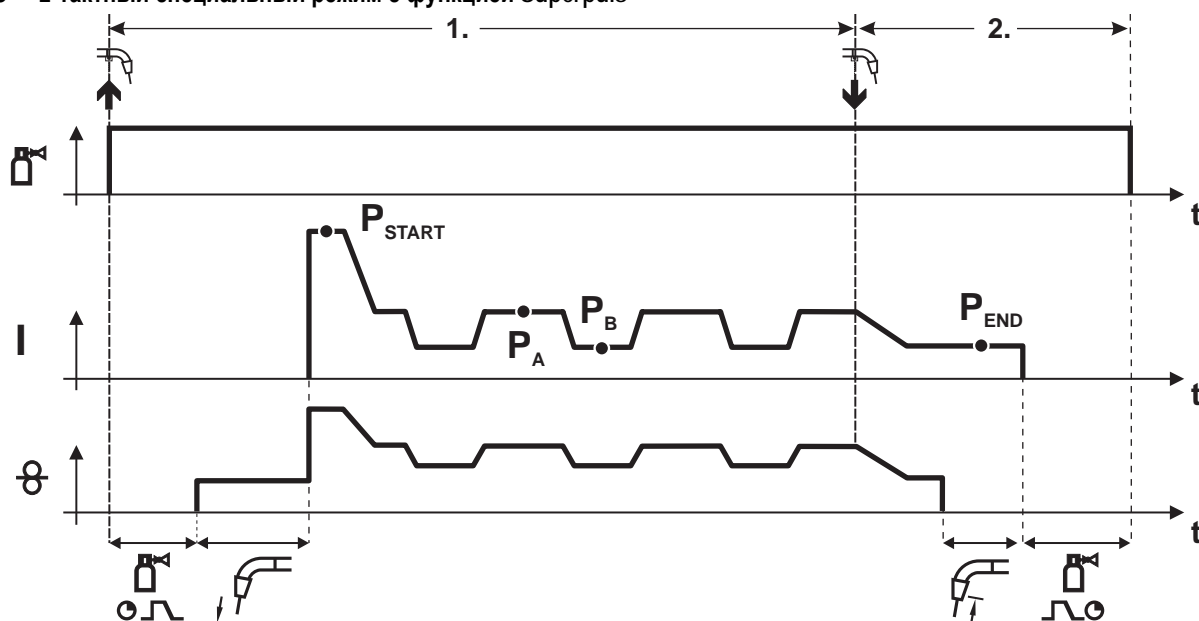 2-тактный специальный режим с функцией Superpuls
1.
2.
t
P START
P B
P END
I
P A
t
t